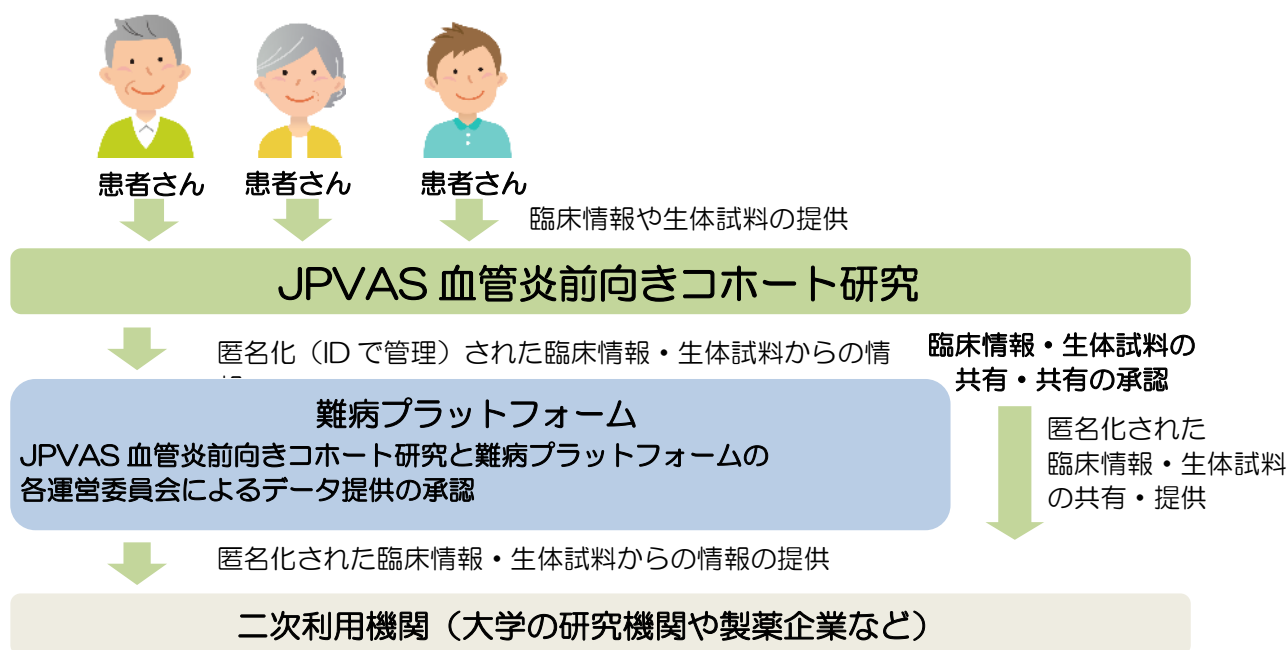 患者さん 患者さん 患者さん
臨床情報や生体試料の提供
JPVAS 血管炎前向きコホート研究
匿名化(ID で管理)された臨床情報・生体試料からの情
臨床情報・生体試料の
共有・共有の承認
難病プラットフォーム
JPVAS 血管炎前向きコホート研究と難病プラットフォームの
各運営委員会によるデータ提供の承認
匿名化された
臨床情報・生体試料
の共有・提供
匿名化された臨床情報・生体試料からの情報の提供
二次利用機関(大学の研究機関や製薬企業など)